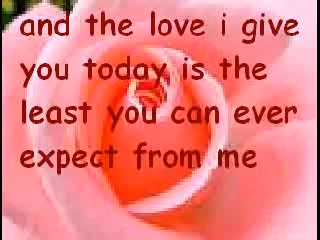 and the love i give
you today is the
least you can ever
expect from me